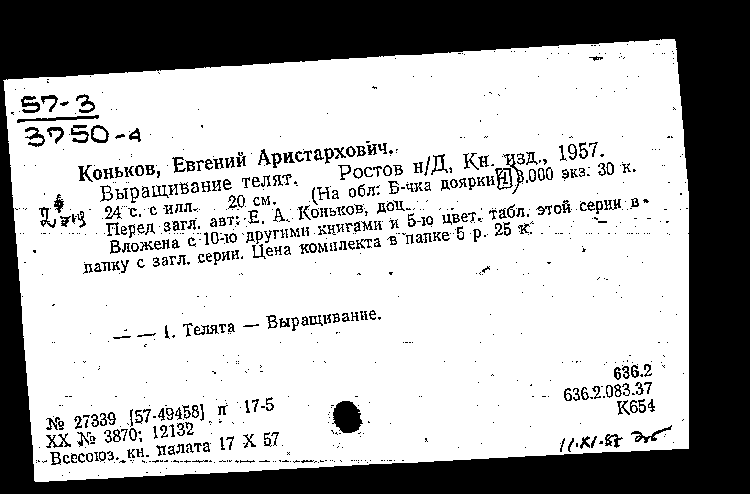 57-3
3750-4
Коньков, Евгений Аристархович.
Выращивание телят. Ростов н/Д, Кн. изд., 1957.
24 с. с илл. 20 см. (На обл: Б-чка доярки) 3.000 экз. 30 к.
2ф
Перед загл. авт: Е. А. Коньков, доц.
Вложена с 10-ю другими книгами и 5-ю цвет. табл. этой серии в
папку с загл. серии. Цена комплекта в папке 5 р. 25 к.
— — 1. Телята — Выращивание.
636.2
636.2.083.37
К654
№ 27339 [57-49458] п 17-5
XX № 3870; 12132
Всесоюз. кн. палата 17 X 57
11.XI.57